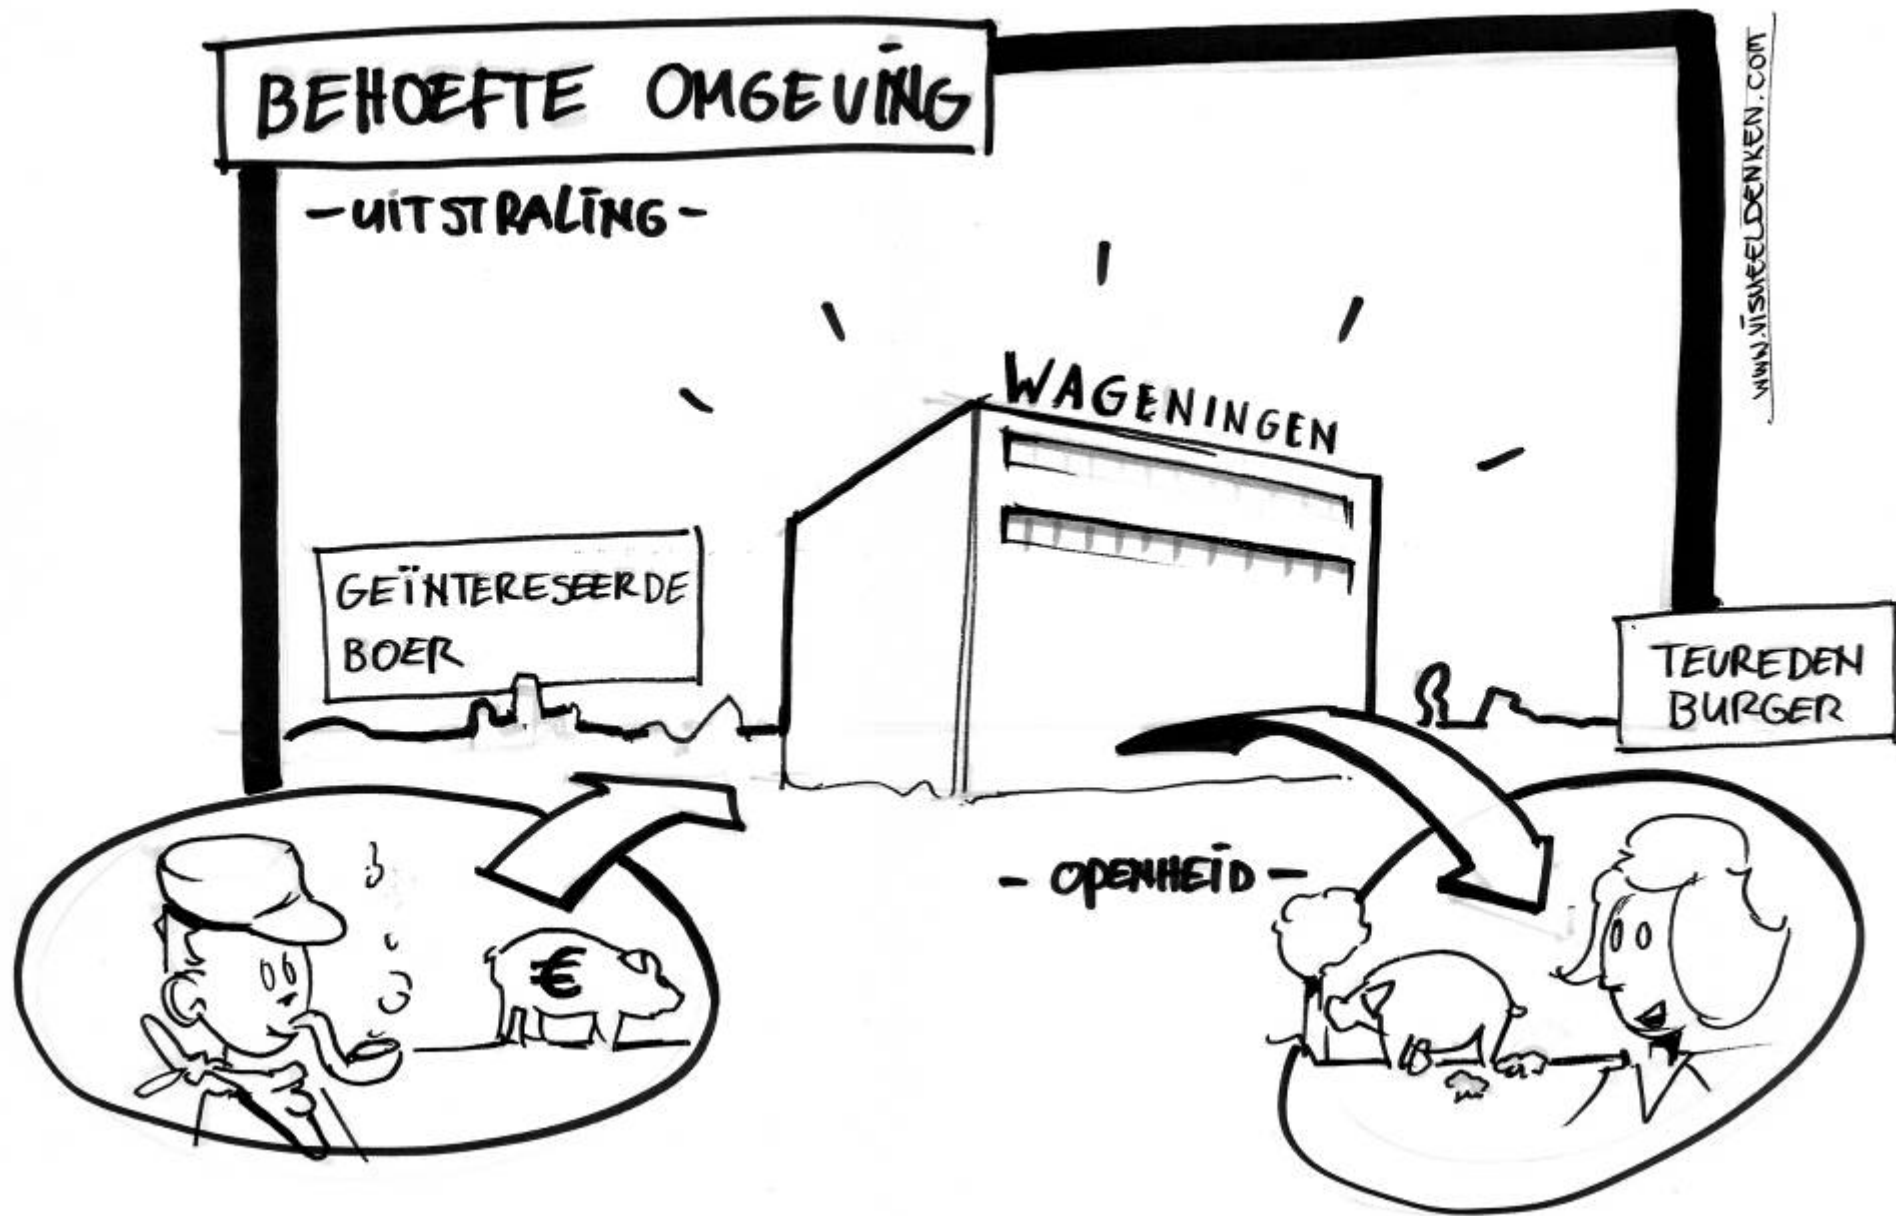 BEHOEFTE OMGEVING
- UITSTRALING -
www.visueeldenken.com
WAGENINGEN
GEÏNTERESEERDE
BOER
TEVREDEN
BURGER
- OPENHEID -
€